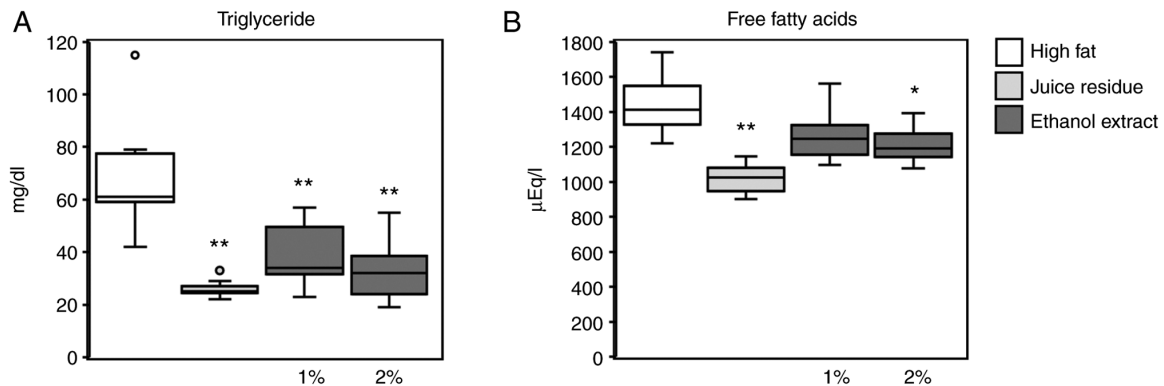 A
Triglyceride
mg/dl
120
100
80
60
40
20
0
**
**
**
1%
2%
B
Free fatty acids
μEq/l
1800
1600
1400
1200
1000
800
600
400
200
0
**
*
1%
2%
High fat
Juice residue
Ethanol extract